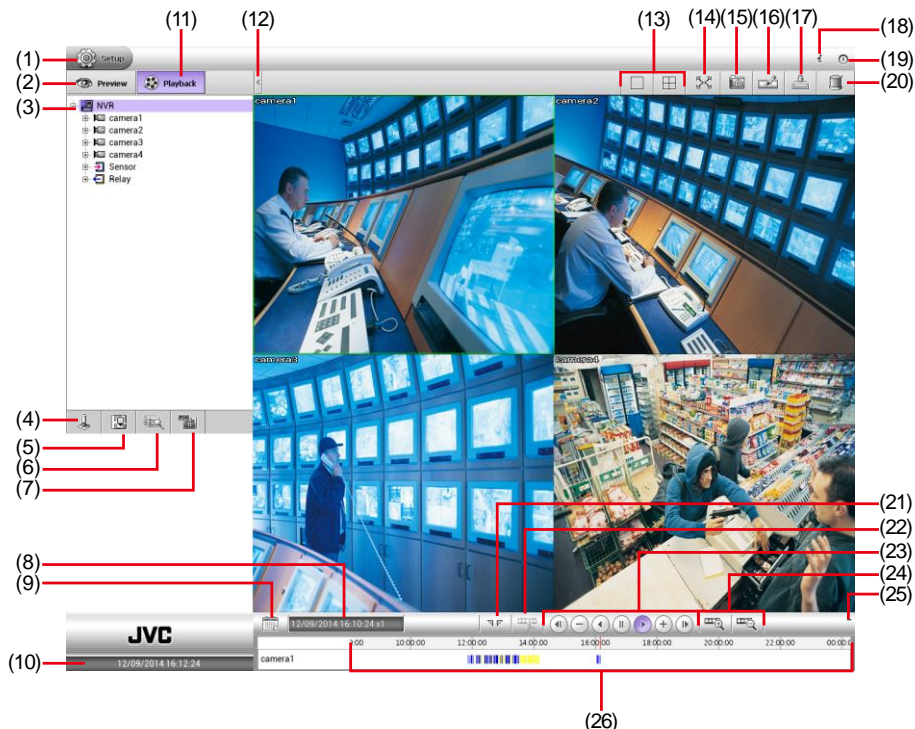 (11) (12) (13) (14) (15) (16) (17) (18)
(1) Setup (19)
(2) Preview Playback (20)
(3) NVR
camera1
camera2
camera3
camera4
Sensor
Relay
camera1 camera2
camera3 camera4
(4)
(5)
(6)
(7)
(21)
(22)
(8) (23)
(9) (24)
(25)
12/09/2014 16:10:24 x1
JVC
10:00:00 12:00:00 14:00:00 16:00:00 18:00:00 20:00:00 22:00:00
camera1
(10) 12/09/2014 16:12:24
(26)